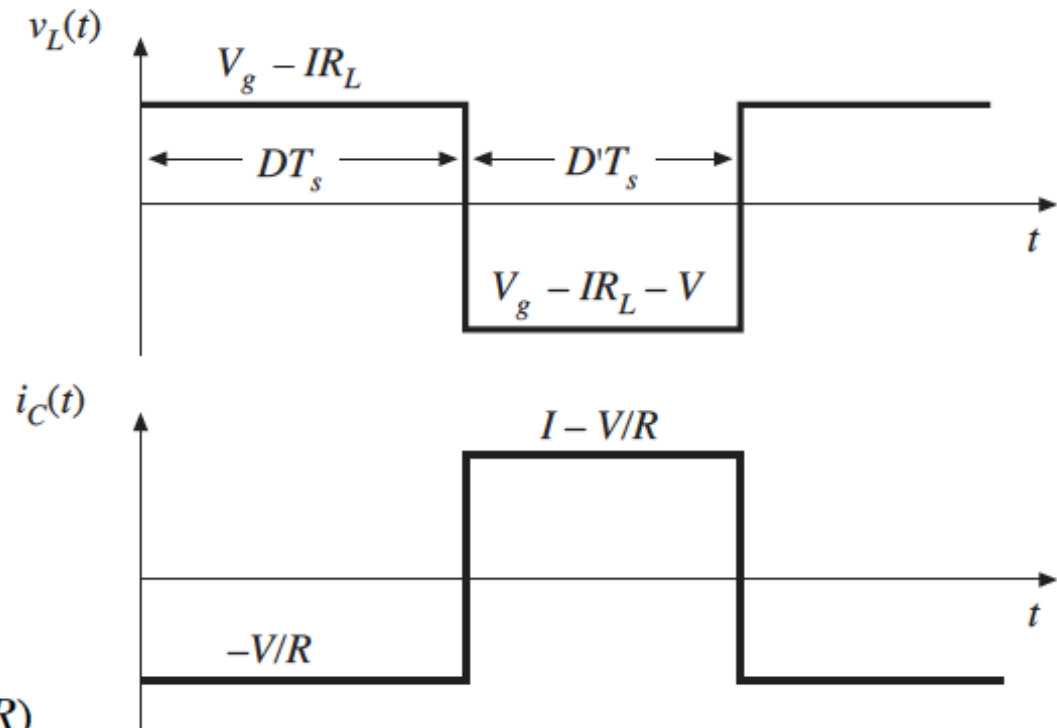 v_L(t)
V_g – IR_L
DT_s
D'T_s
t
V_g – IR_L – V
i_C(t)
I – V/R
t
–V/R
R)